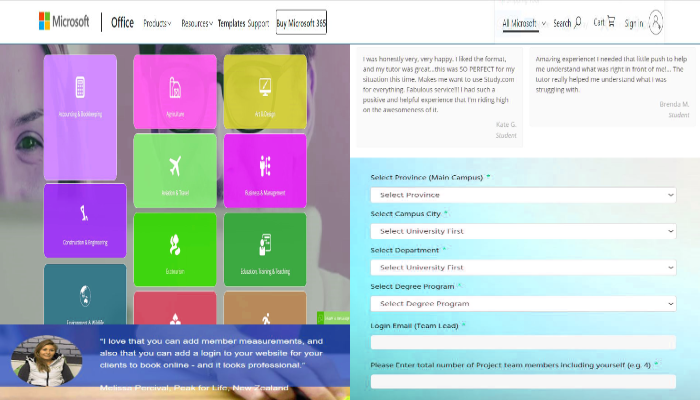 Microsoft Office Products Resources Templates Support Buy Microsoft 365 All Microsoft Search Cart Sign in
Accounting & Bookkeeping
Agriculture
Art & Design
Aviation & Travel
Business & Management
Construction & Engineering
Education, Training & Teaching
Environment & Wildlife
I was honestly very, very happy. I liked the format,
and my tutor was great...this was SO PERFECT for my
situation this time. Makes me want to use Study.com
for everything. Fabulous service!!! I had such a
positive and helpful experience that I'm riding high
on the awesomeness of it.
Kate G.
Student
Amazing experience! I needed that little push to help
me understand what was right in front of me!... The
tutor really helped me understand what I was
struggling with.
Brenda M.
Student
Select Province (Main Campus) *
Select Province
Select Campus City *
Select University First
Select Department *
Select University First
Select Degree Program *
Select Degree Program
Login Email (Team Lead) *
Please Enter total number of Project team members including yourself (e.g. 4) *
"I love that you can add member measurements, and
also that you can add a login to your website for your
clients to book online - and it looks professional."
Melissa Percival, Peak for Life, New Zealand